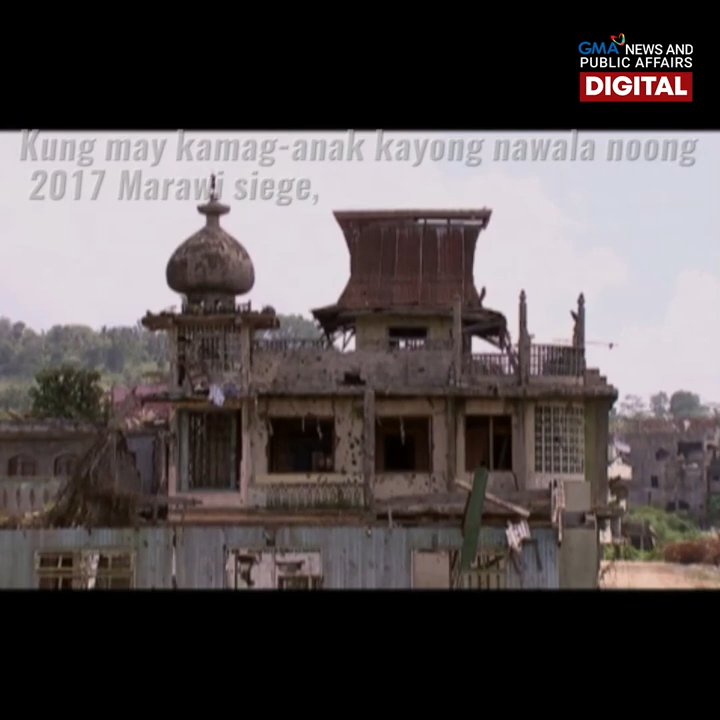 GMA NEWS AND
PUBLIC AFFAIRS
DIGITAL
Kung may kamag-anak kayong nawala noong
2017 Marawi siege,